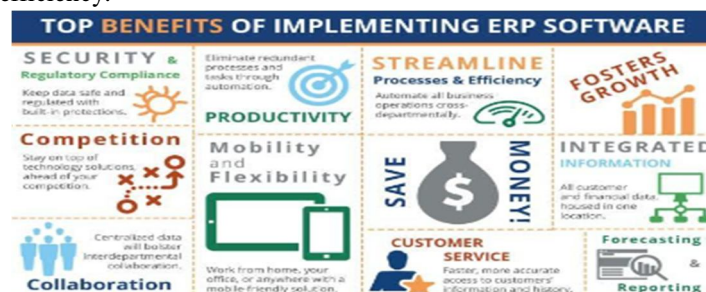 efficiency.
TOP BENEFITS OF IMPLEMENTING ERP SOFTWARE
SECURITY &
Regulatory Compliance
Keep data safe and
regulated with
built-in protections.
Eliminate redundant
processes and
tasks through
automation.
PRODUCTIVITY
STREAMLINE
Processes & Efficiency
Automate all business
operations cross-
departmentally.
FOSTERS
GROWTH
Competition
Stay on top of
technology solutions,
ahead of your
competition.
Mobility
and
Flexibility
Work from home, your
office, or anywhere with a
mobile friendly solution.
SAVE
$
MONEY!
INTEGRATED
INFORMATION
All customer
and financial data,
housed in one
location.
Centralized data
will bolster
interdepartmental
collaboration.
Collaboration
CUSTOMER
SERVICE
Faster, more accurate
access to customers'
information and history.
Forecasting
&
Reporting